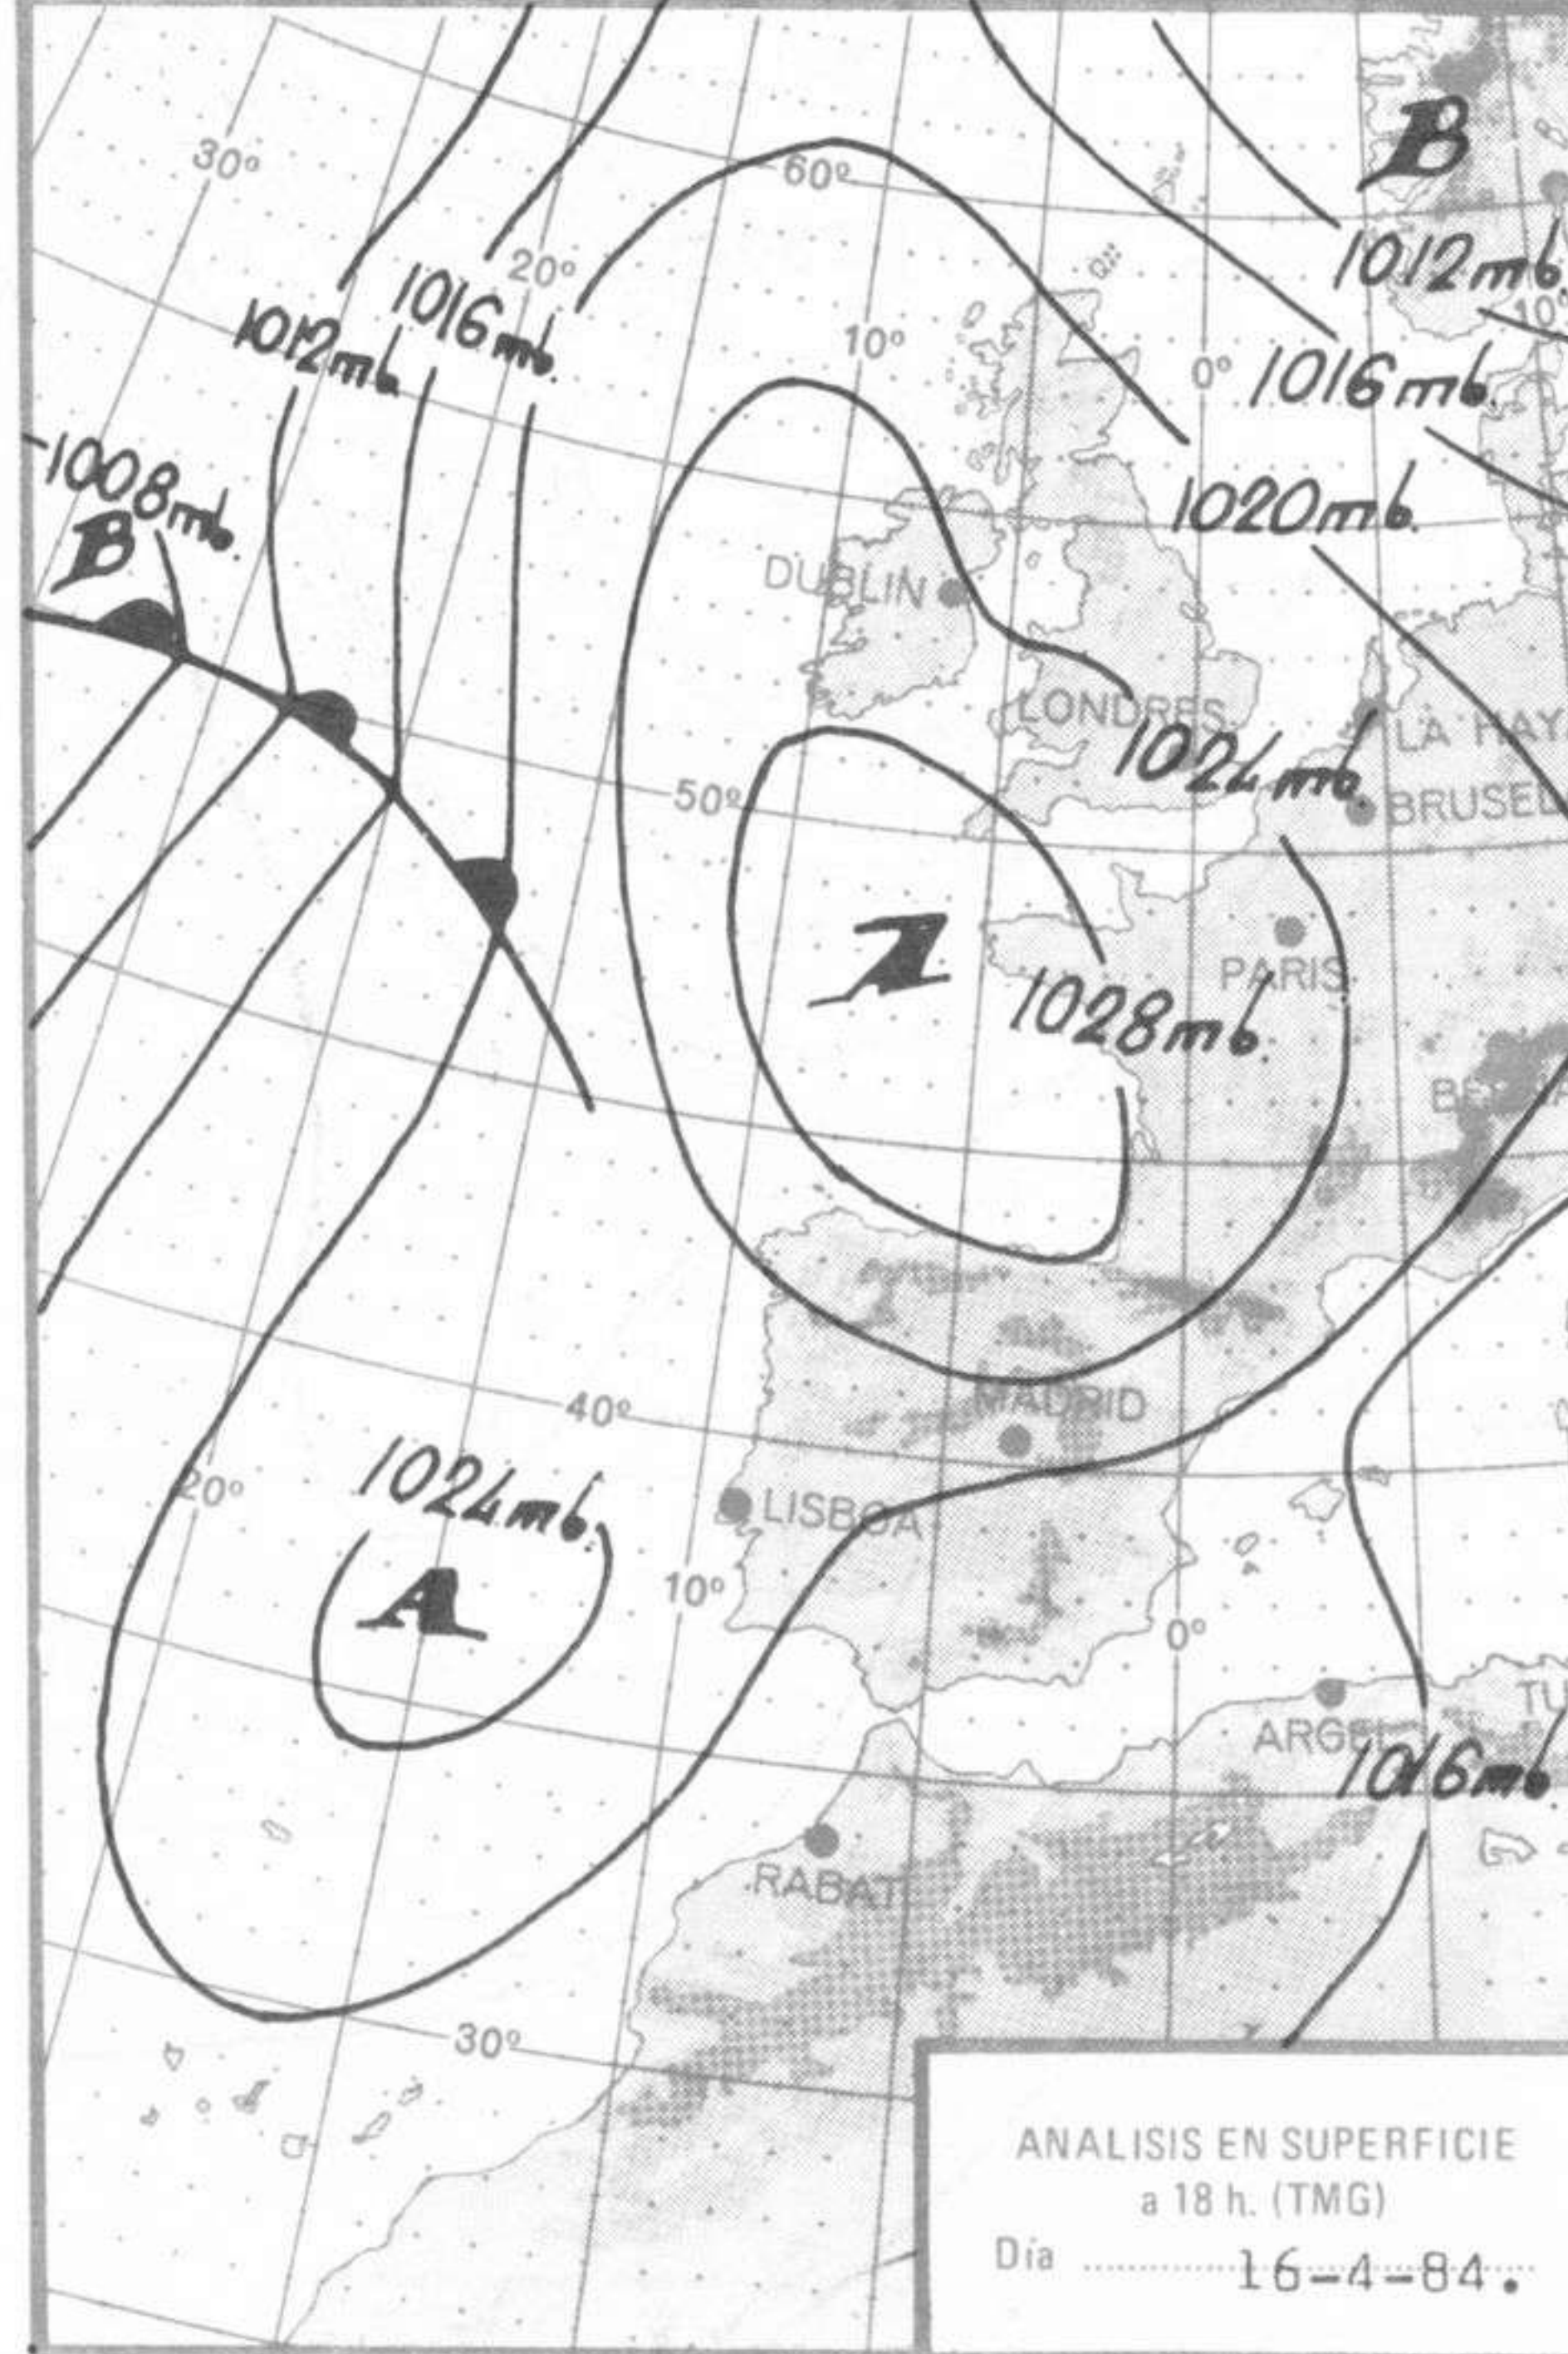 30º
60º
B
1012mb.
20º
1016mb.
1012mb.
10º
10º
0º
1016mb.
1008mb.
B
1020mb.
DUBLIN
LONDRES
LA HAY
1024mb.
50º
BRUSEL
A
PARIS
1028mb.
MADRID
40º
1024mb.
20º
LISBOA
A
10º
0º
TU
ARGEL
1016mb.
RABAT
30º
ANALISIS EN SUPERFICIE
a 18 h. (TMG)
Día 16-4-84.